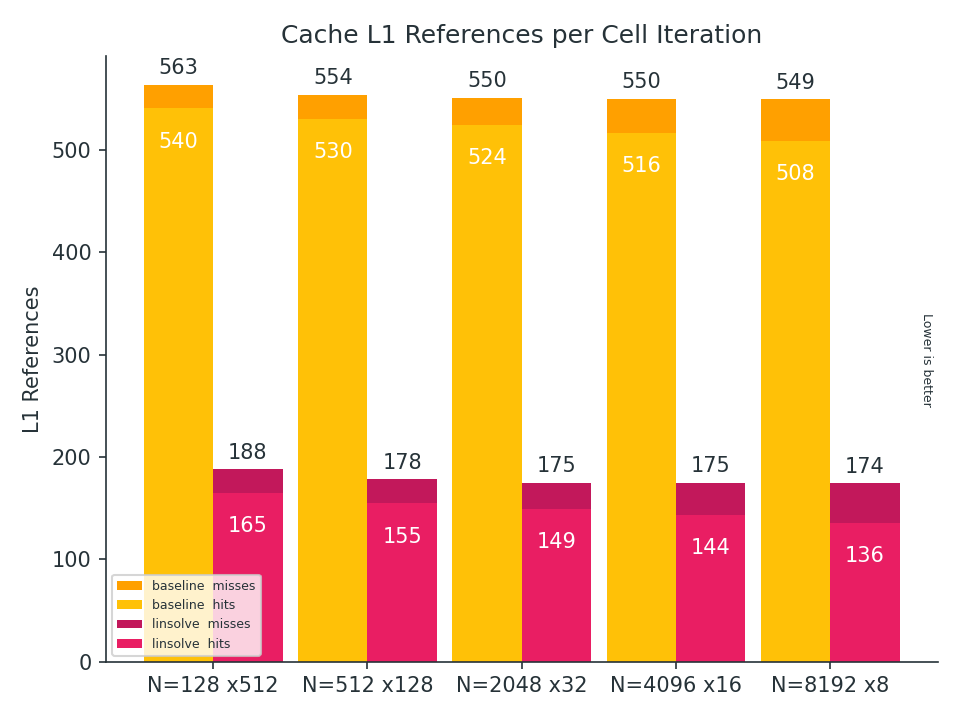 Cache L1 References per Cell Iteration
L1 References
500
400
300
200
100
0
563
540
554
530
550
524
550
516
549
508
188
165
178
155
175
149
175
144
174
136
Lower is better
baseline misses
baseline hits
linsolve misses
linsolve hits
N=128 x512
N=512 x128
N=2048 x32
N=4096 x16
N=8192 x8